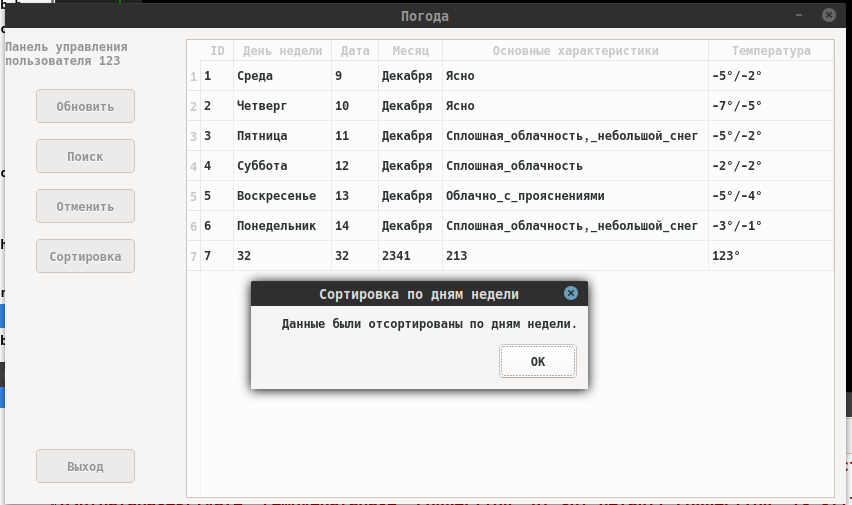 Погода
Панель управления
пользователя 123
Обновить
Поиск
Отменить
Сортировка
Выход
ID День недели Дата Месяц Основные характеристики Температура
1 1 Среда 9 Декабря Ясно -5°/-2°
2 2 Четверг 10 Декабря Ясно -7°/-5°
3 3 Пятница 11 Декабря Сплошная_облачность,_небольшой_снег -5°/-2°
4 4 Суббота 12 Декабря Сплошная_облачность -2°/-2°
5 5 Воскресенье 13 Декабря Облачно_с_прояснениями -5°/-4°
6 6 Понедельник 14 Декабря Сплошная_облачность,_небольшой_снег -3°/-1°
7 7 32 32 2341 213 123°
Сортировка по дням недели
Данные были отсортированы по дням недели.
OK